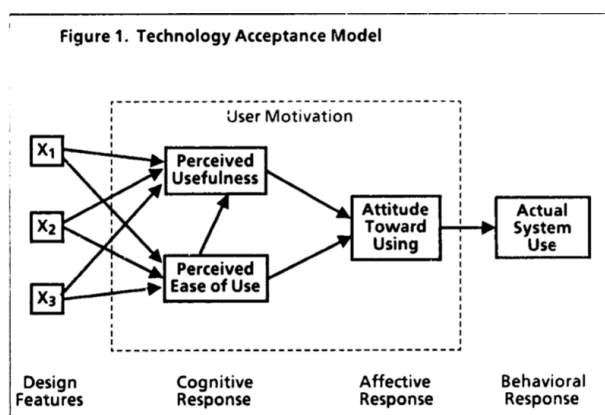 Figure 1. Technology Acceptance Model
User Motivation
X1
Perceived
Usefulness
X2
Attitude
Toward
Using
Actual
System
Use
X3
Perceived
Ease of Use
Design
Features
Cognitive
Response
Affective
Response
Behavioral
Response